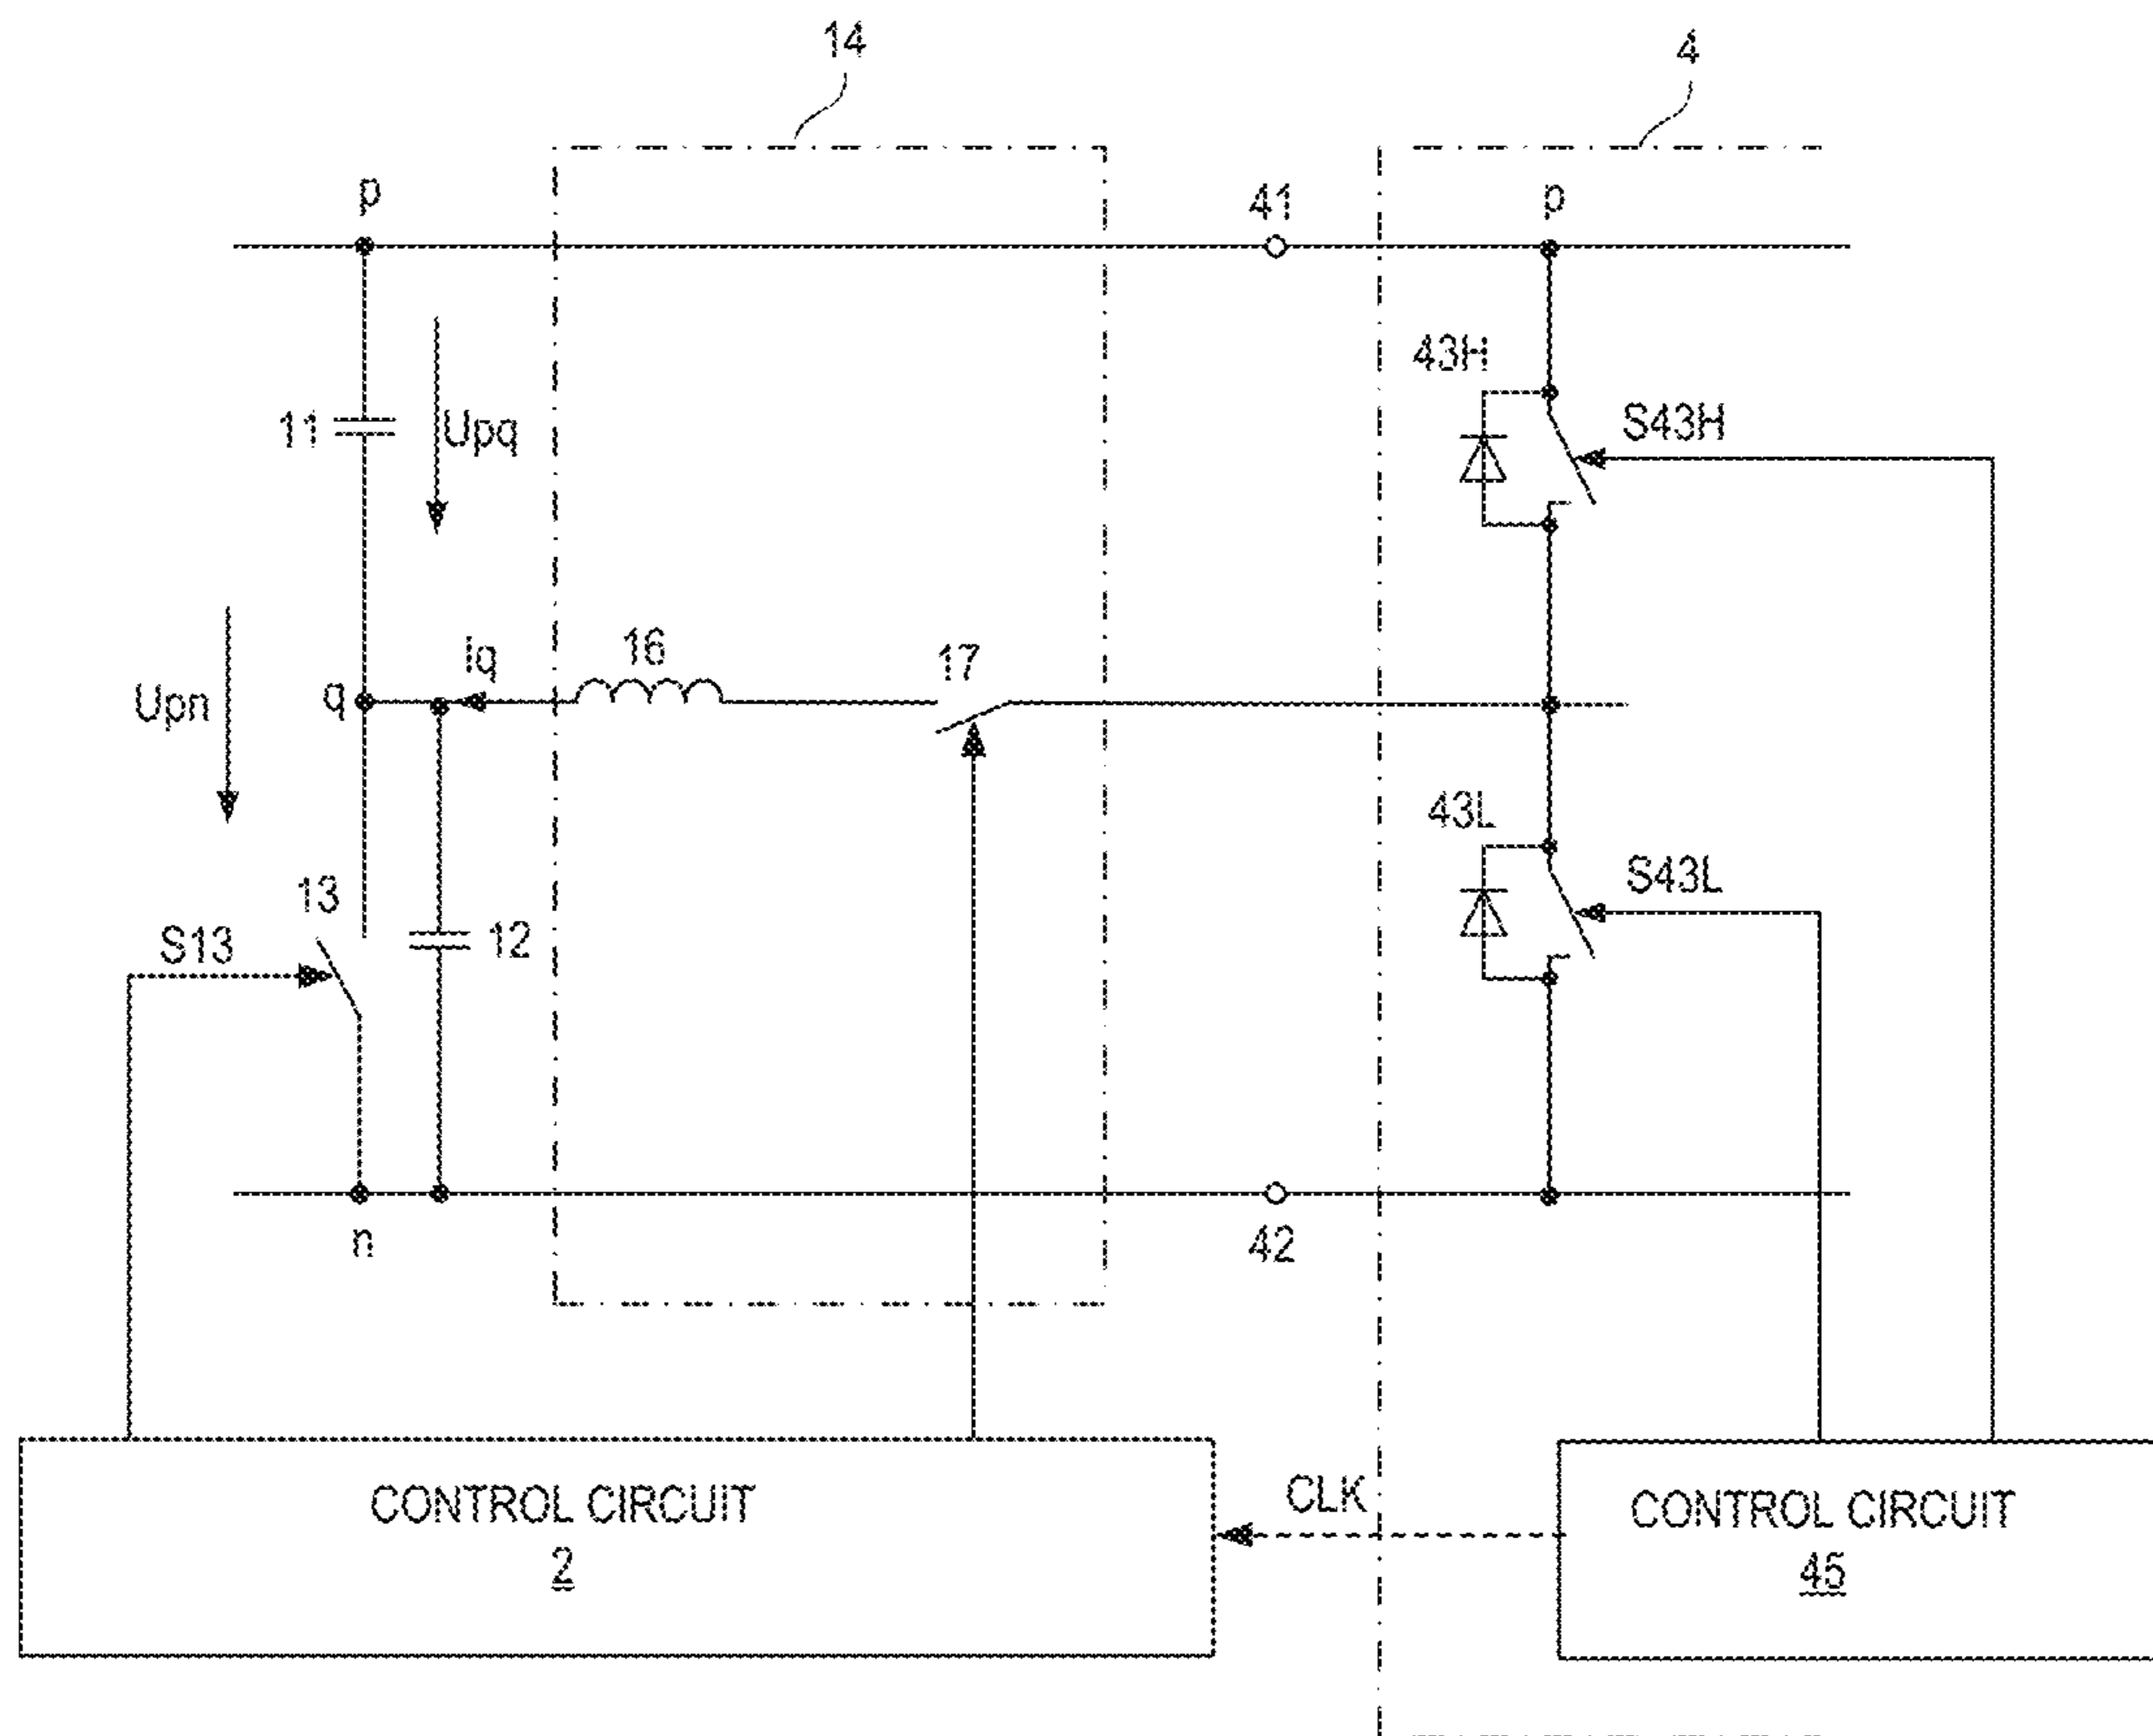 14
4
p
41
p
43H
11
Upq
S43H
iq
16
17
Upn
q
43L
13
S43L
S13
12
n
42
CLK
CONTROL CIRCUIT
2
CONTROL CIRCUIT
45